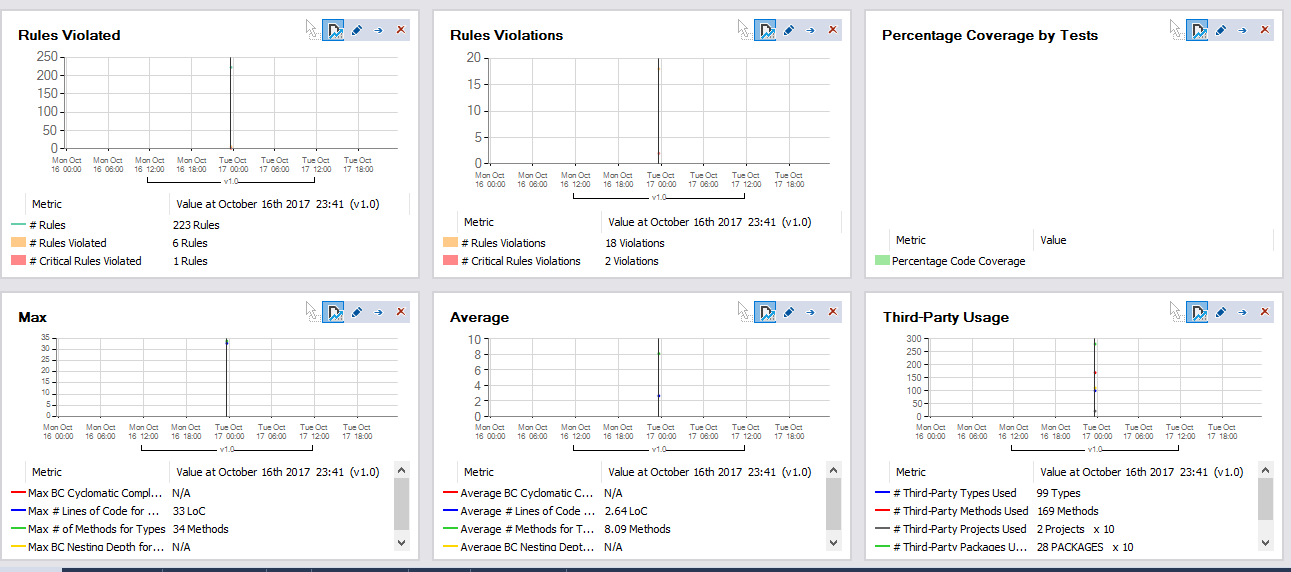 Rules Violated
250
200
150
100
50
0
Mon Oct 16 00:00 Mon Oct 16 06:00 Mon Oct 16 12:00 Mon Oct 16 18:00 Tue Oct 17 00:00 Tue Oct 17 06:00 Tue Oct 17 12:00 Tue Oct 17 18:00
v1.0
Metric Value at October 16th 2017 23:41 (v1.0)
# Rules 223 Rules
# Rules Violated 6 Rules
# Critical Rules Violated 1 Rules
Rules Violations
20
15
10
5
0
Mon Oct 16 00:00 Mon Oct 16 06:00 Mon Oct 16 12:00 Mon Oct 16 18:00 Tue Oct 17 00:00 Tue Oct 17 06:00 Tue Oct 17 12:00 Tue Oct 17 18:00
v1.0
Metric Value at October 16th 2017 23:41 (v1.0)
# Rules Violations 18 Violations
# Critical Rules Violations 2 Violations
Percentage Coverage by Tests
Metric Value
Percentage Code Coverage
Max
35
30
25
20
15
10
5
0
Mon Oct 16 00:00 Mon Oct 16 06:00 Mon Oct 16 12:00 Mon Oct 16 18:00 Tue Oct 17 00:00 Tue Oct 17 06:00 Tue Oct 17 12:00 Tue Oct 17 18:00
v1.0
Metric Value at October 16th 2017 23:41 (v1.0)
Max BC Cyclomatic Compl... N/A
Max # Lines of Code for ... 33 LoC
Max # of Methods for Types 34 Methods
Max BC Nesting Depth for... N/A
Average
10
8
6
4
2
0
Mon Oct 16 00:00 Mon Oct 16 06:00 Mon Oct 16 12:00 Mon Oct 16 18:00 Tue Oct 17 00:00 Tue Oct 17 06:00 Tue Oct 17 12:00 Tue Oct 17 18:00
v1.0
Metric Value at October 16th 2017 23:41 (v1.0)
Average BC Cyclomatic C... N/A
Average # Lines of Code ... 2.64 LoC
Average # Methods for T... 8.09 Methods
Average BC Nesting Dept... N/A
Third-Party Usage
300
250
200
150
100
50
0
Mon Oct 16 00:00 Mon Oct 16 06:00 Mon Oct 16 12:00 Mon Oct 16 18:00 Tue Oct 17 00:00 Tue Oct 17 06:00 Tue Oct 17 12:00 Tue Oct 17 18:00
v1.0
Metric Value at October 16th 2017 23:41 (v1.0)
# Third-Party Types Used 99 Types
# Third-Party Methods Used 169 Methods
# Third-Party Projects Used 2 Projects x 10
# Third-Party Packages U... 28 PACKAGES x 10